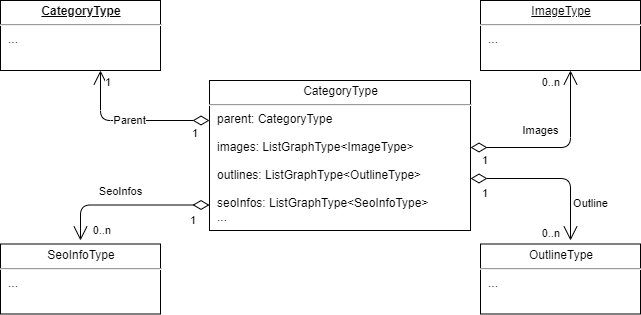 CategoryType
...
ImageType
...
1
0..n
CategoryType
Parent
1
parent: CategoryType
images: ListGraphType<ImageType>
outlines: ListGraphType<OutlineType>
seoInfos: ListGraphType<SeoInfoType>
...
Images
1
1
SeoInfos
1
0..n
Outline
0..n
SeoInfoType
...
OutlineType
...